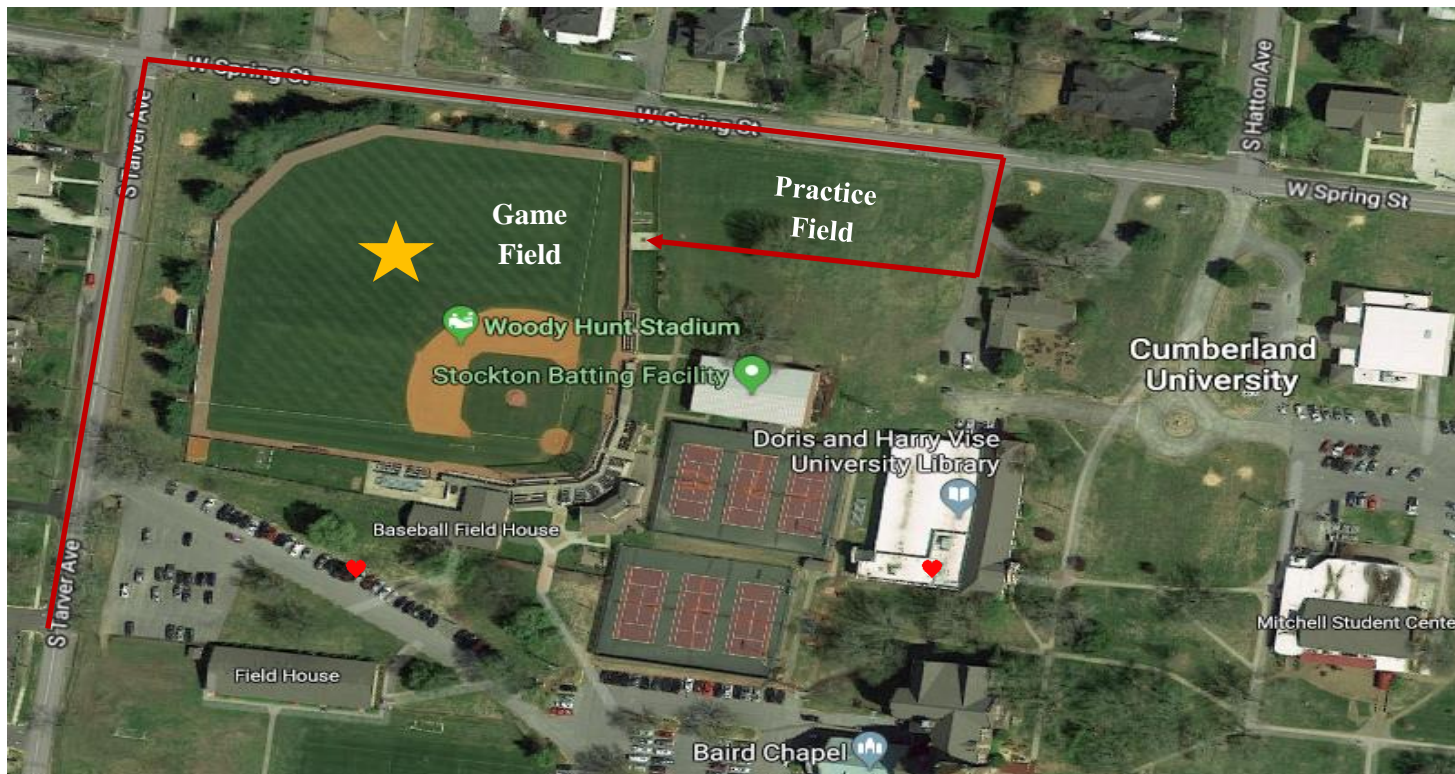 W Spring St
W Spring St
S Hatton Ave
W Spring St
S Tarver Ave
Practice
Field
Game
Field
Woody Hunt Stadium
Stockton Batting Facility
Cumberland
University
Doris and Harry Vise
University Library
Baseball Field House
S Tarver Ave
Mitchell Student Cente
Field House
Baird Chapel